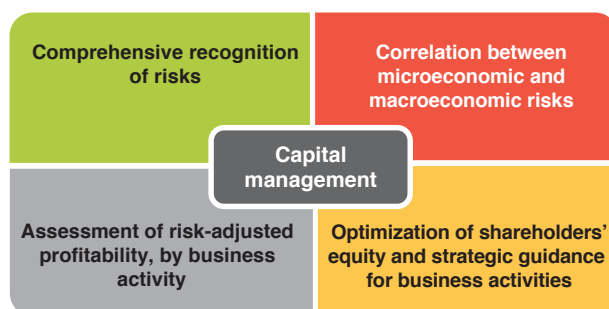 Comprehensive recognition
of risks
Correlation between
microeconomic and
macroeconomic risks
Capital
management
Assessment of risk-adjusted
profitability, by business
activity
Optimization of shareholders’
equity and strategic guidance
for business activities